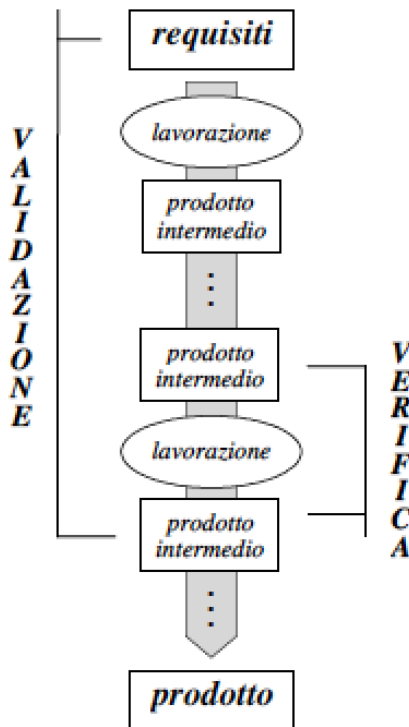 requisiti
lavorazione
prodotto
intermedio
⋮
prodotto
intermedio
lavorazione
prodotto
intermedio
⋮
prodotto
VALIDAZIONE
VERIFICA